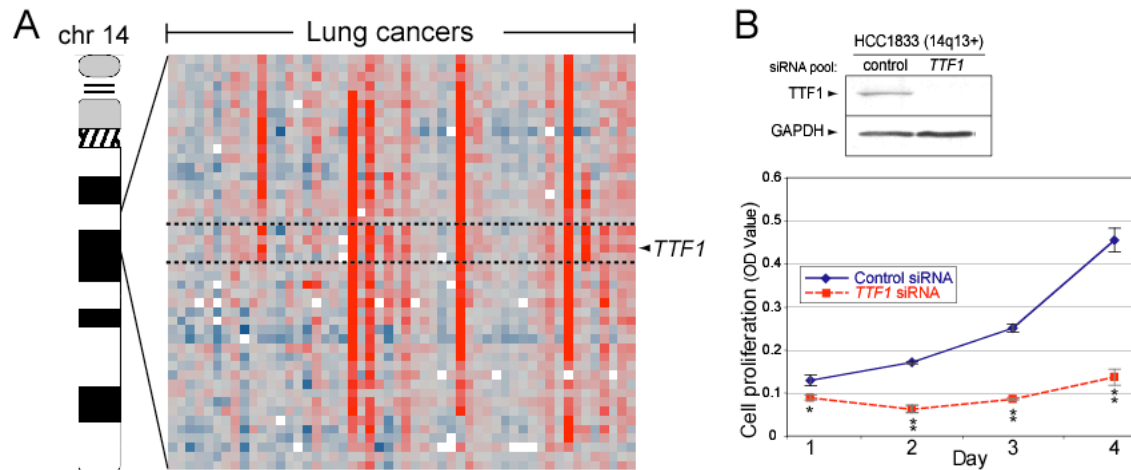 A
chr 14
Lung cancers
TTF1
B
HCC1833 (14q13+)
siRNA pool: control TTF1
TTF1
GAPDH
Cell proliferation (OD Value)
0.6
0.5
0.4
0.3
0.2
0.1
0
Control siRNA
TTF1 siRNA
*
**
**
**
1 2 3 4
Day